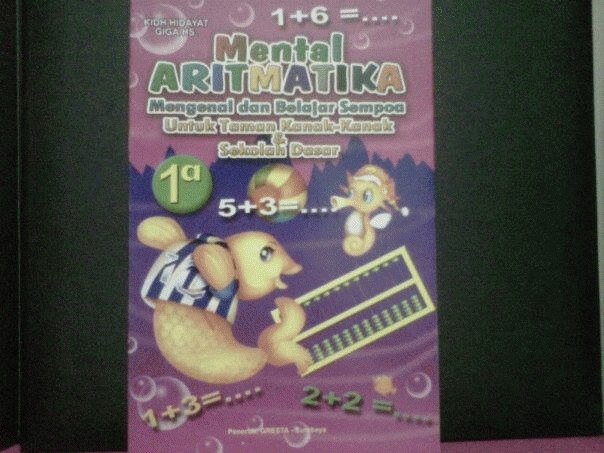 KIDH HIDAYAT
GIGA HS
1+6 =....
Mental
ARITMATIKA
Mengenal dan Belajar Sempoa
Untuk Taman Kanak-Kanak
&
Sekolah Dasar
1a
5+3=....
1+3=....
2+2 =....
Penerbit GRESTA - Surabaya